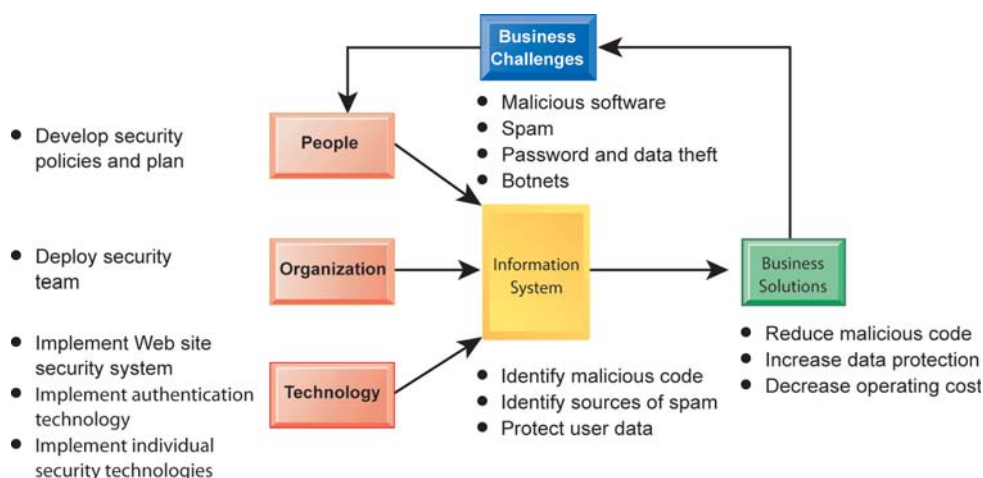 Business
Challenges
● Malicious software
● Spam
● Password and data theft
● Botnets
● Develop security
policies and plan
People
● Deploy security
team
Organization
Information
System
Business
Solutions
● Reduce malicious code
● Increase data protection
● Decrease operating cost
● Implement Web site
security system
● Implement authentication
technology
● Implement individual
security technologies
Technology
● Identify malicious code
● Identify sources of spam
● Protect user data